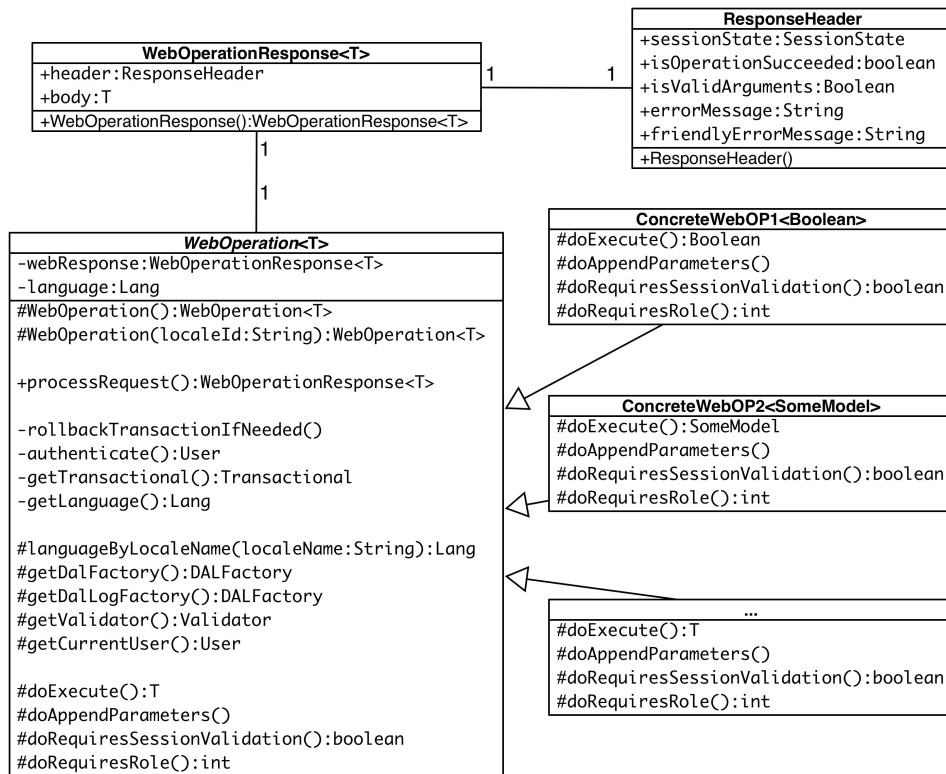 WebOperationResponse<T>
+header:ResponseHeader
+body:T
+WebOperationResponse():WebOperationResponse<T>
1
1
ResponseHeader
+sessionState:SessionState
+isOperationSucceeded:boolean
+isValidArguments:Boolean
+errorMessage:String
+friendlyErrorMessage:String
+ResponseHeader()
1
1
WebOperation<T>
-webResponse:WebOperationResponse<T>
-language:Lang
#WebOperation():WebOperation<T>
#WebOperation(localeId:String):WebOperation<T>
+processRequest():WebOperationResponse<T>
-rollbackTransactionIfNeeded()
-authenticate():User
-getTransactional():Transactional
-getLanguage():Lang
#languageByLocaleName(localeName:String):Lang
#getDalFactory():DALFactory
#getDalLogFactory():DALFactory
#getValidator():Validator
#getCurrentUser():User
#doExecute():T
#doAppendParameters()
#doRequiresSessionValidation():boolean
#doRequiresRole():int
ConcreteWebOP1<Boolean>
#doExecute():Boolean
#doAppendParameters()
#doRequiresSessionValidation():boolean
#doRequiresRole():int
ConcreteWebOP2<SomeModel>
#doExecute():SomeModel
#doAppendParameters()
#doRequiresSessionValidation():boolean
#doRequiresRole():int
...
#doExecute():T
#doAppendParameters()
#doRequiresSessionValidation():boolean
#doRequiresRole():int